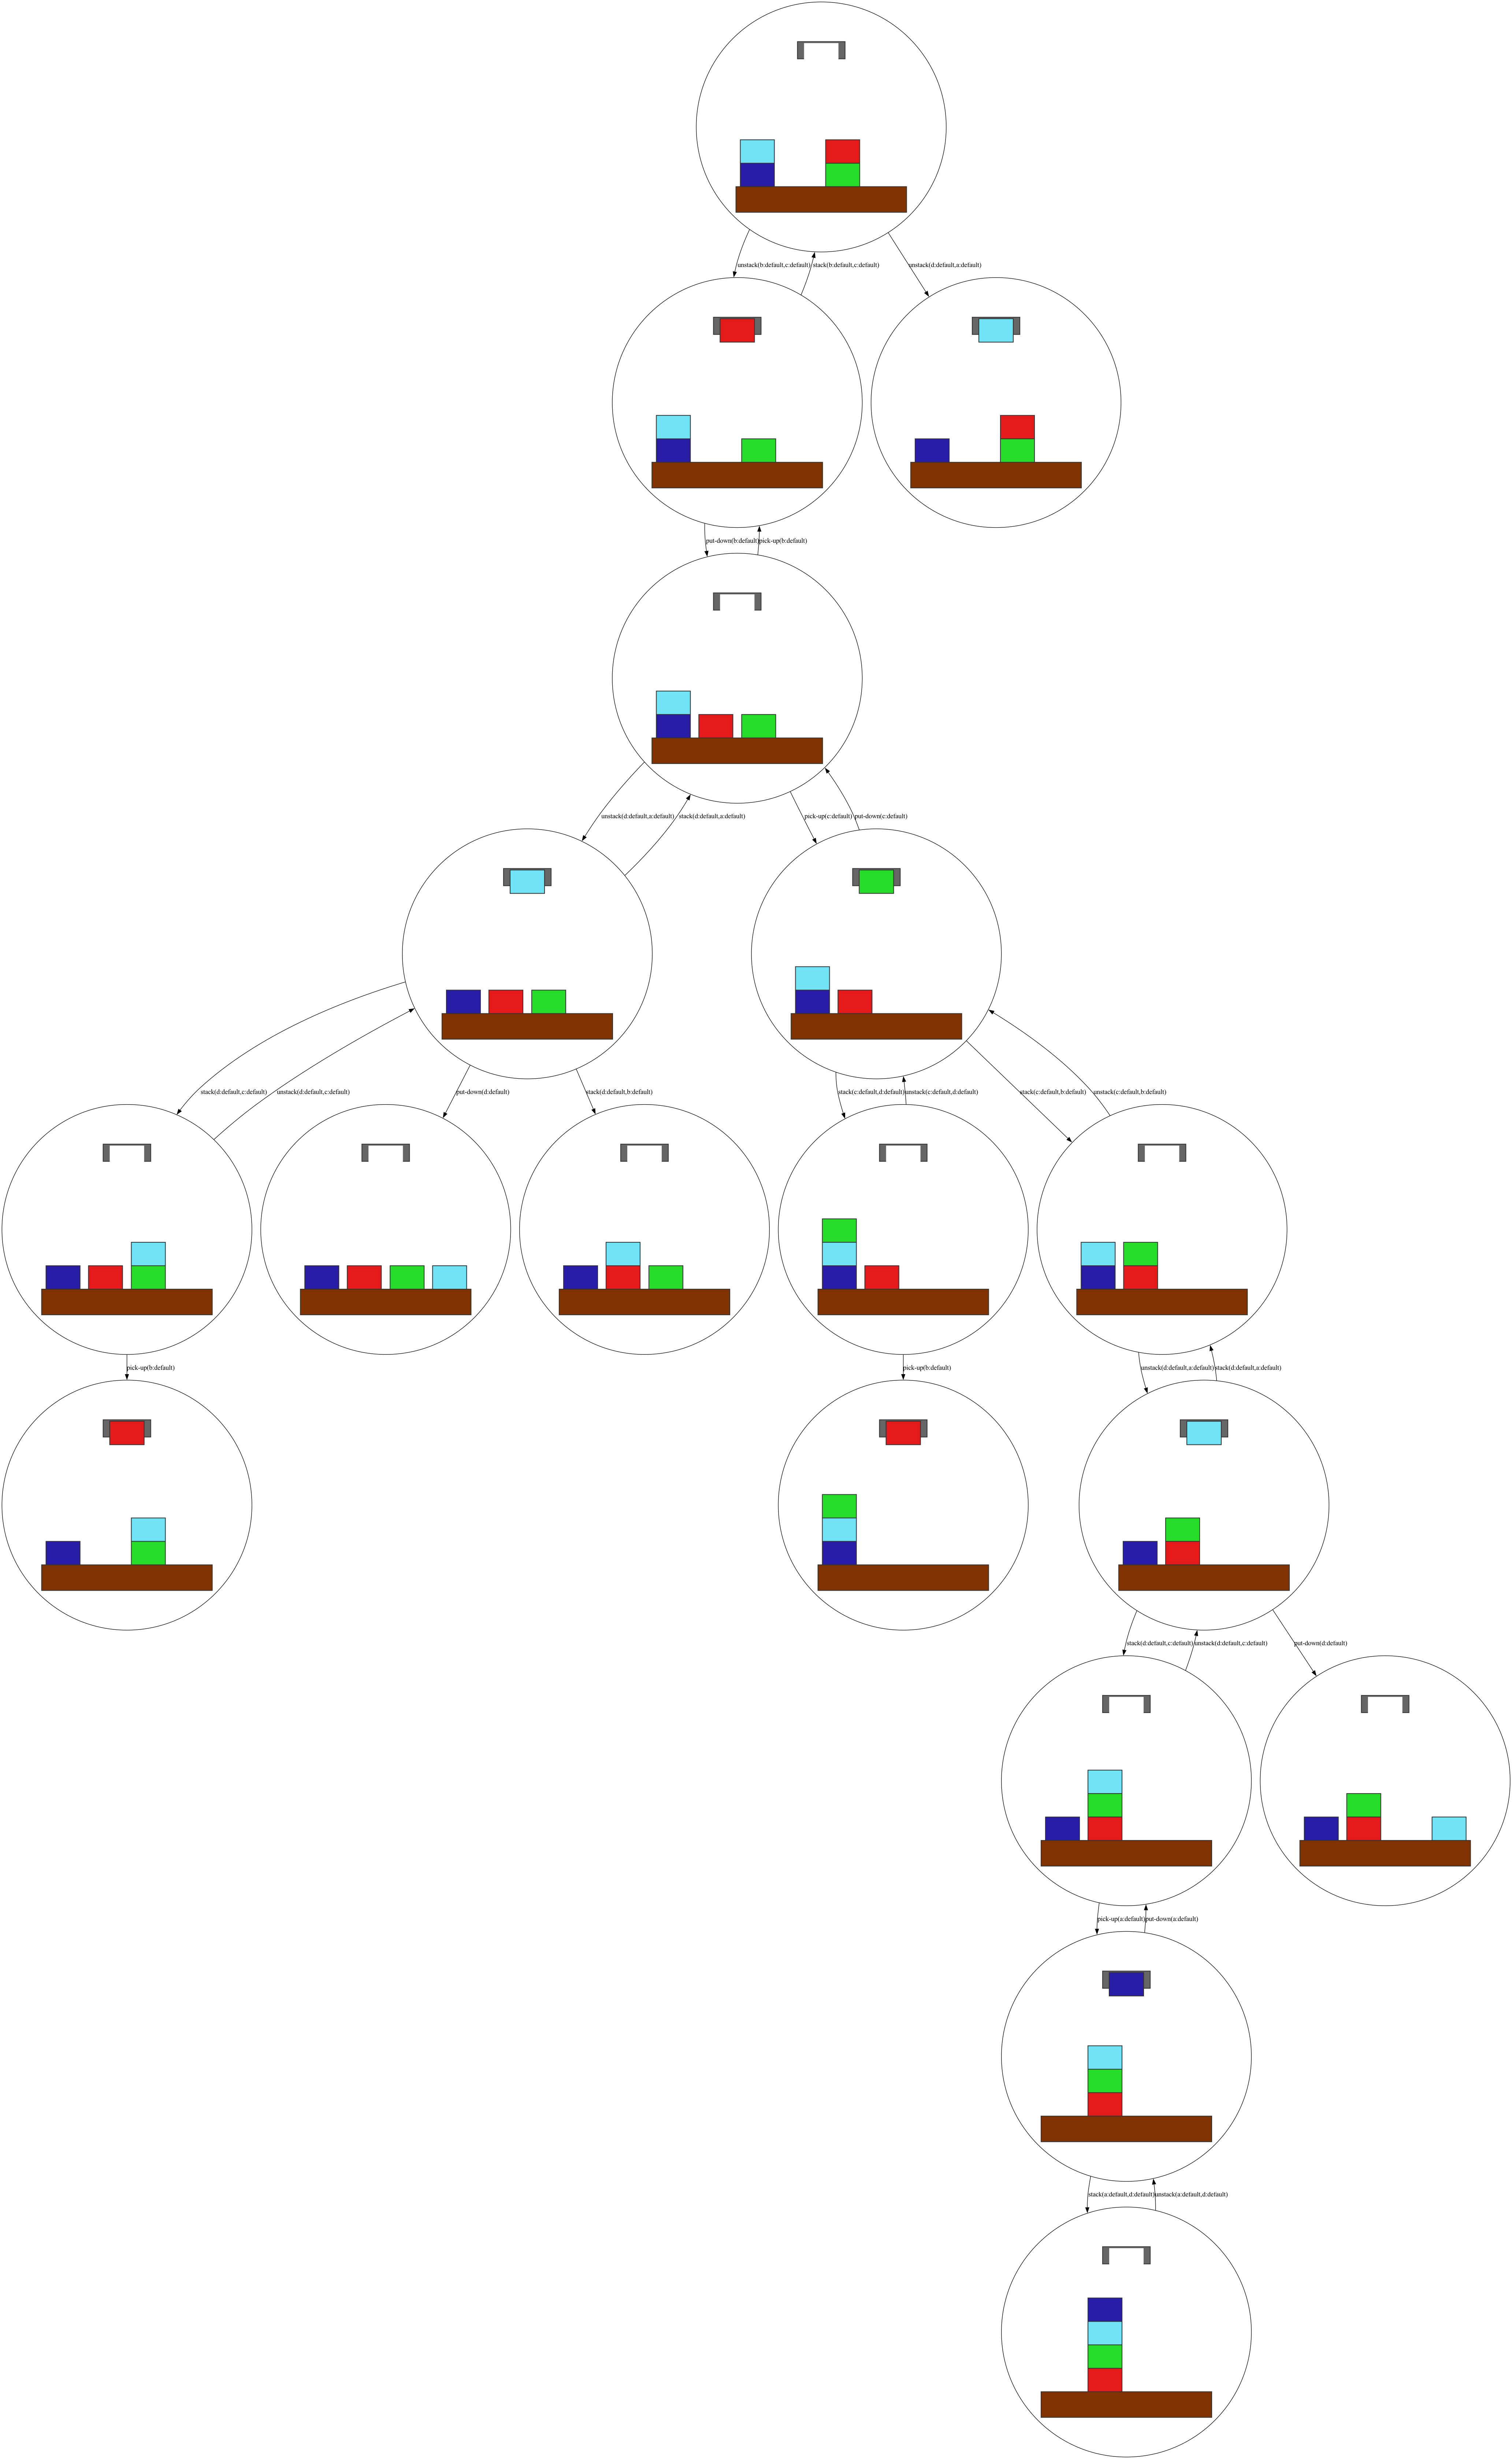 unstack(b:default,c:default)
stack(b:default,c:default)
unstack(d:default,a:default)
put-down(b:default)
pick-up(b:default)
unstack(d:default,a:default)
stack(d:default,a:default)
pick-up(c:default)
put-down(c:default)
stack(d:default,c:default)
unstack(d:default,c:default)
put-down(d:default)
stack(d:default,b:default)
stack(c:default,d:default)
unstack(c:default,d:default)
stack(c:default,b:default)
unstack(c:default,b:default)
pick-up(b:default)
pick-up(b:default)
unstack(d:default,a:default)
stack(d:default,a:default)
stack(d:default,c:default)
unstack(d:default,c:default)
put-down(d:default)
pick-up(a:default)
put-down(a:default)
stack(a:default,d:default)
unstack(a:default,d:default)